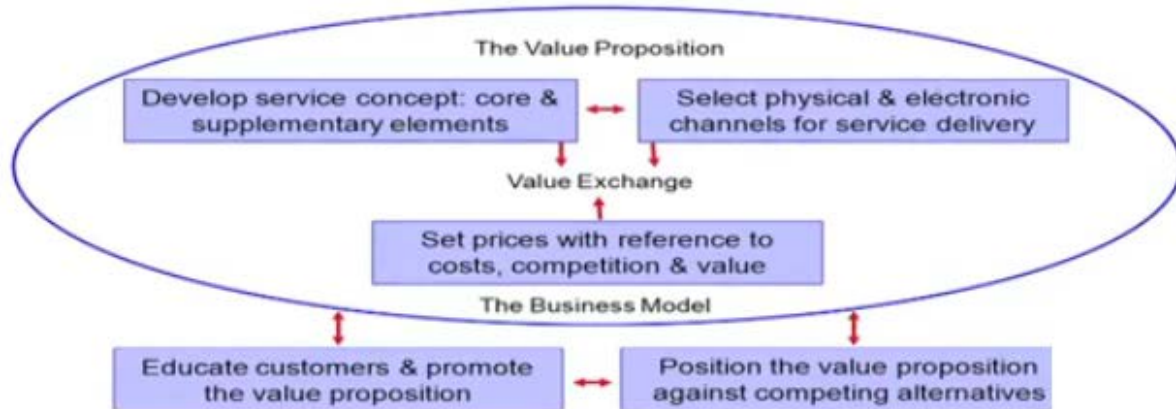 The Value Proposition
Develop service concept: core &
supplementary elements
Select physical & electronic
channels for service delivery
Value Exchange
Set prices with reference to
costs, competition & value
The Business Model
Educate customers & promote
the value proposition
Position the value proposition
against competing alternatives